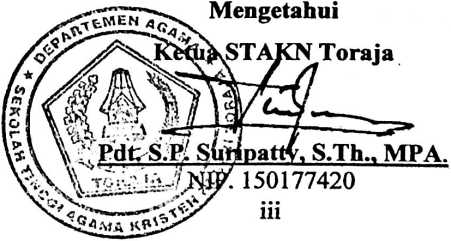 Mengetahui
Ketua STAKN Toraja
DEPARTEMEN AGAMA
SEKOLAH TINGGI AGAMA KRISTEN
TORAJA
Pdt. S.P. Suripatty, S.Th., MPA.
NIP. 150177420
iii